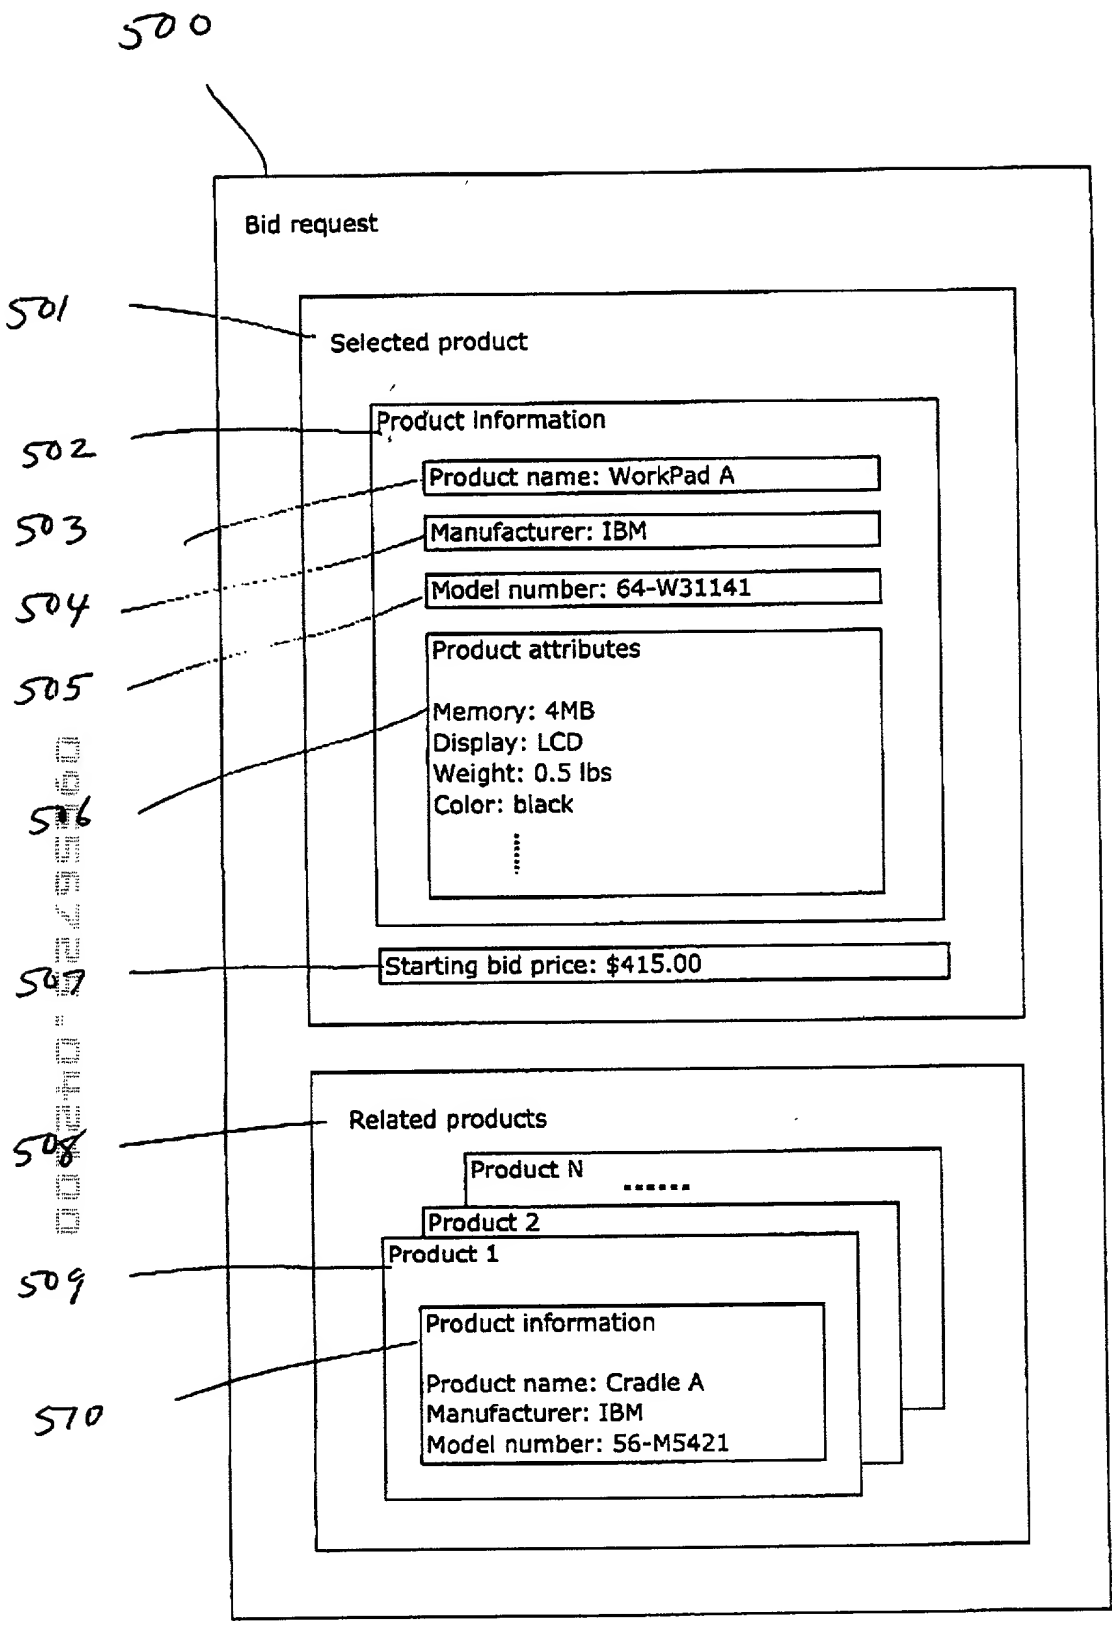 500
Bid request
501
Selected product
502
Product information
503
Product name: WorkPad A
504
Manufacturer: IBM
505
Model number: 64-W31141
506
Product attributes
Memory: 4MB
Display: LCD
Weight: 0.5 lbs
Color: black
507
Starting bid price: $415.00
508
Related products
Product N
Product 2
509
Product 1
510
Product information
Product name: Cradle A
Manufacturer: IBM
Model number: 56-M5421